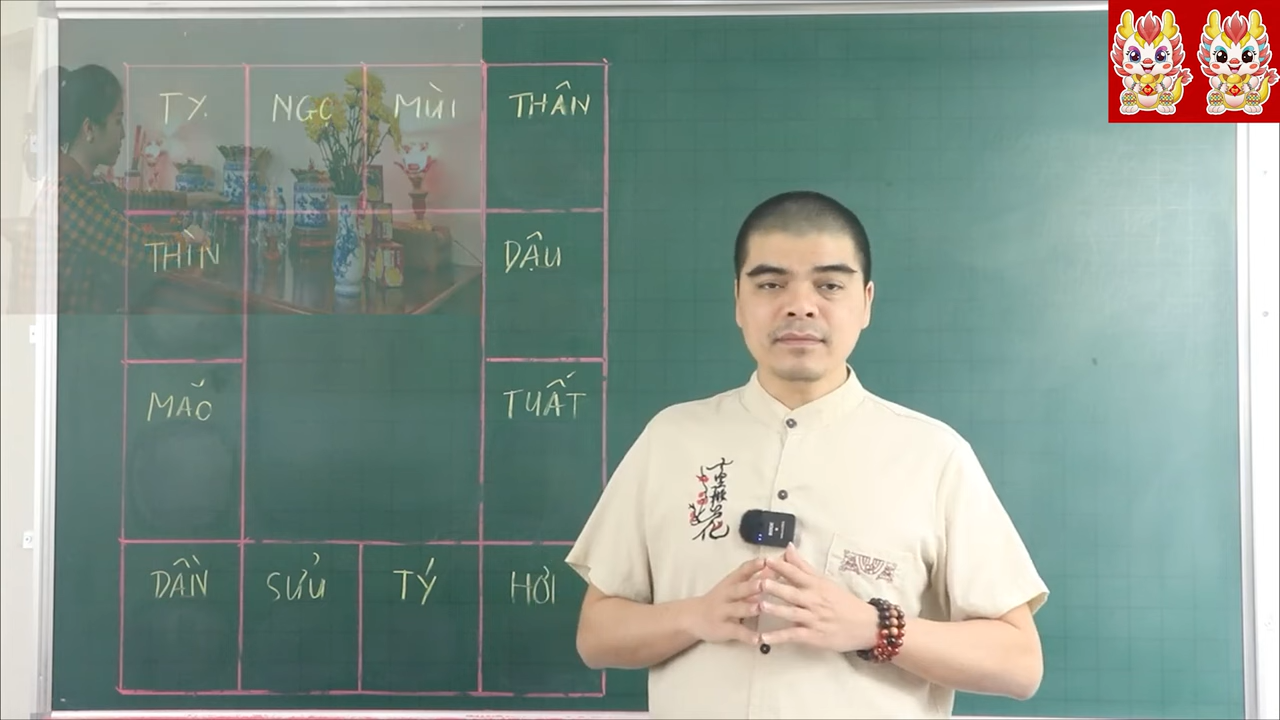 TỴ NGỌ MÙI THÂN
THÌN DẬU
MÃO TUẤT
DẦN SỬU TÝ HỢI